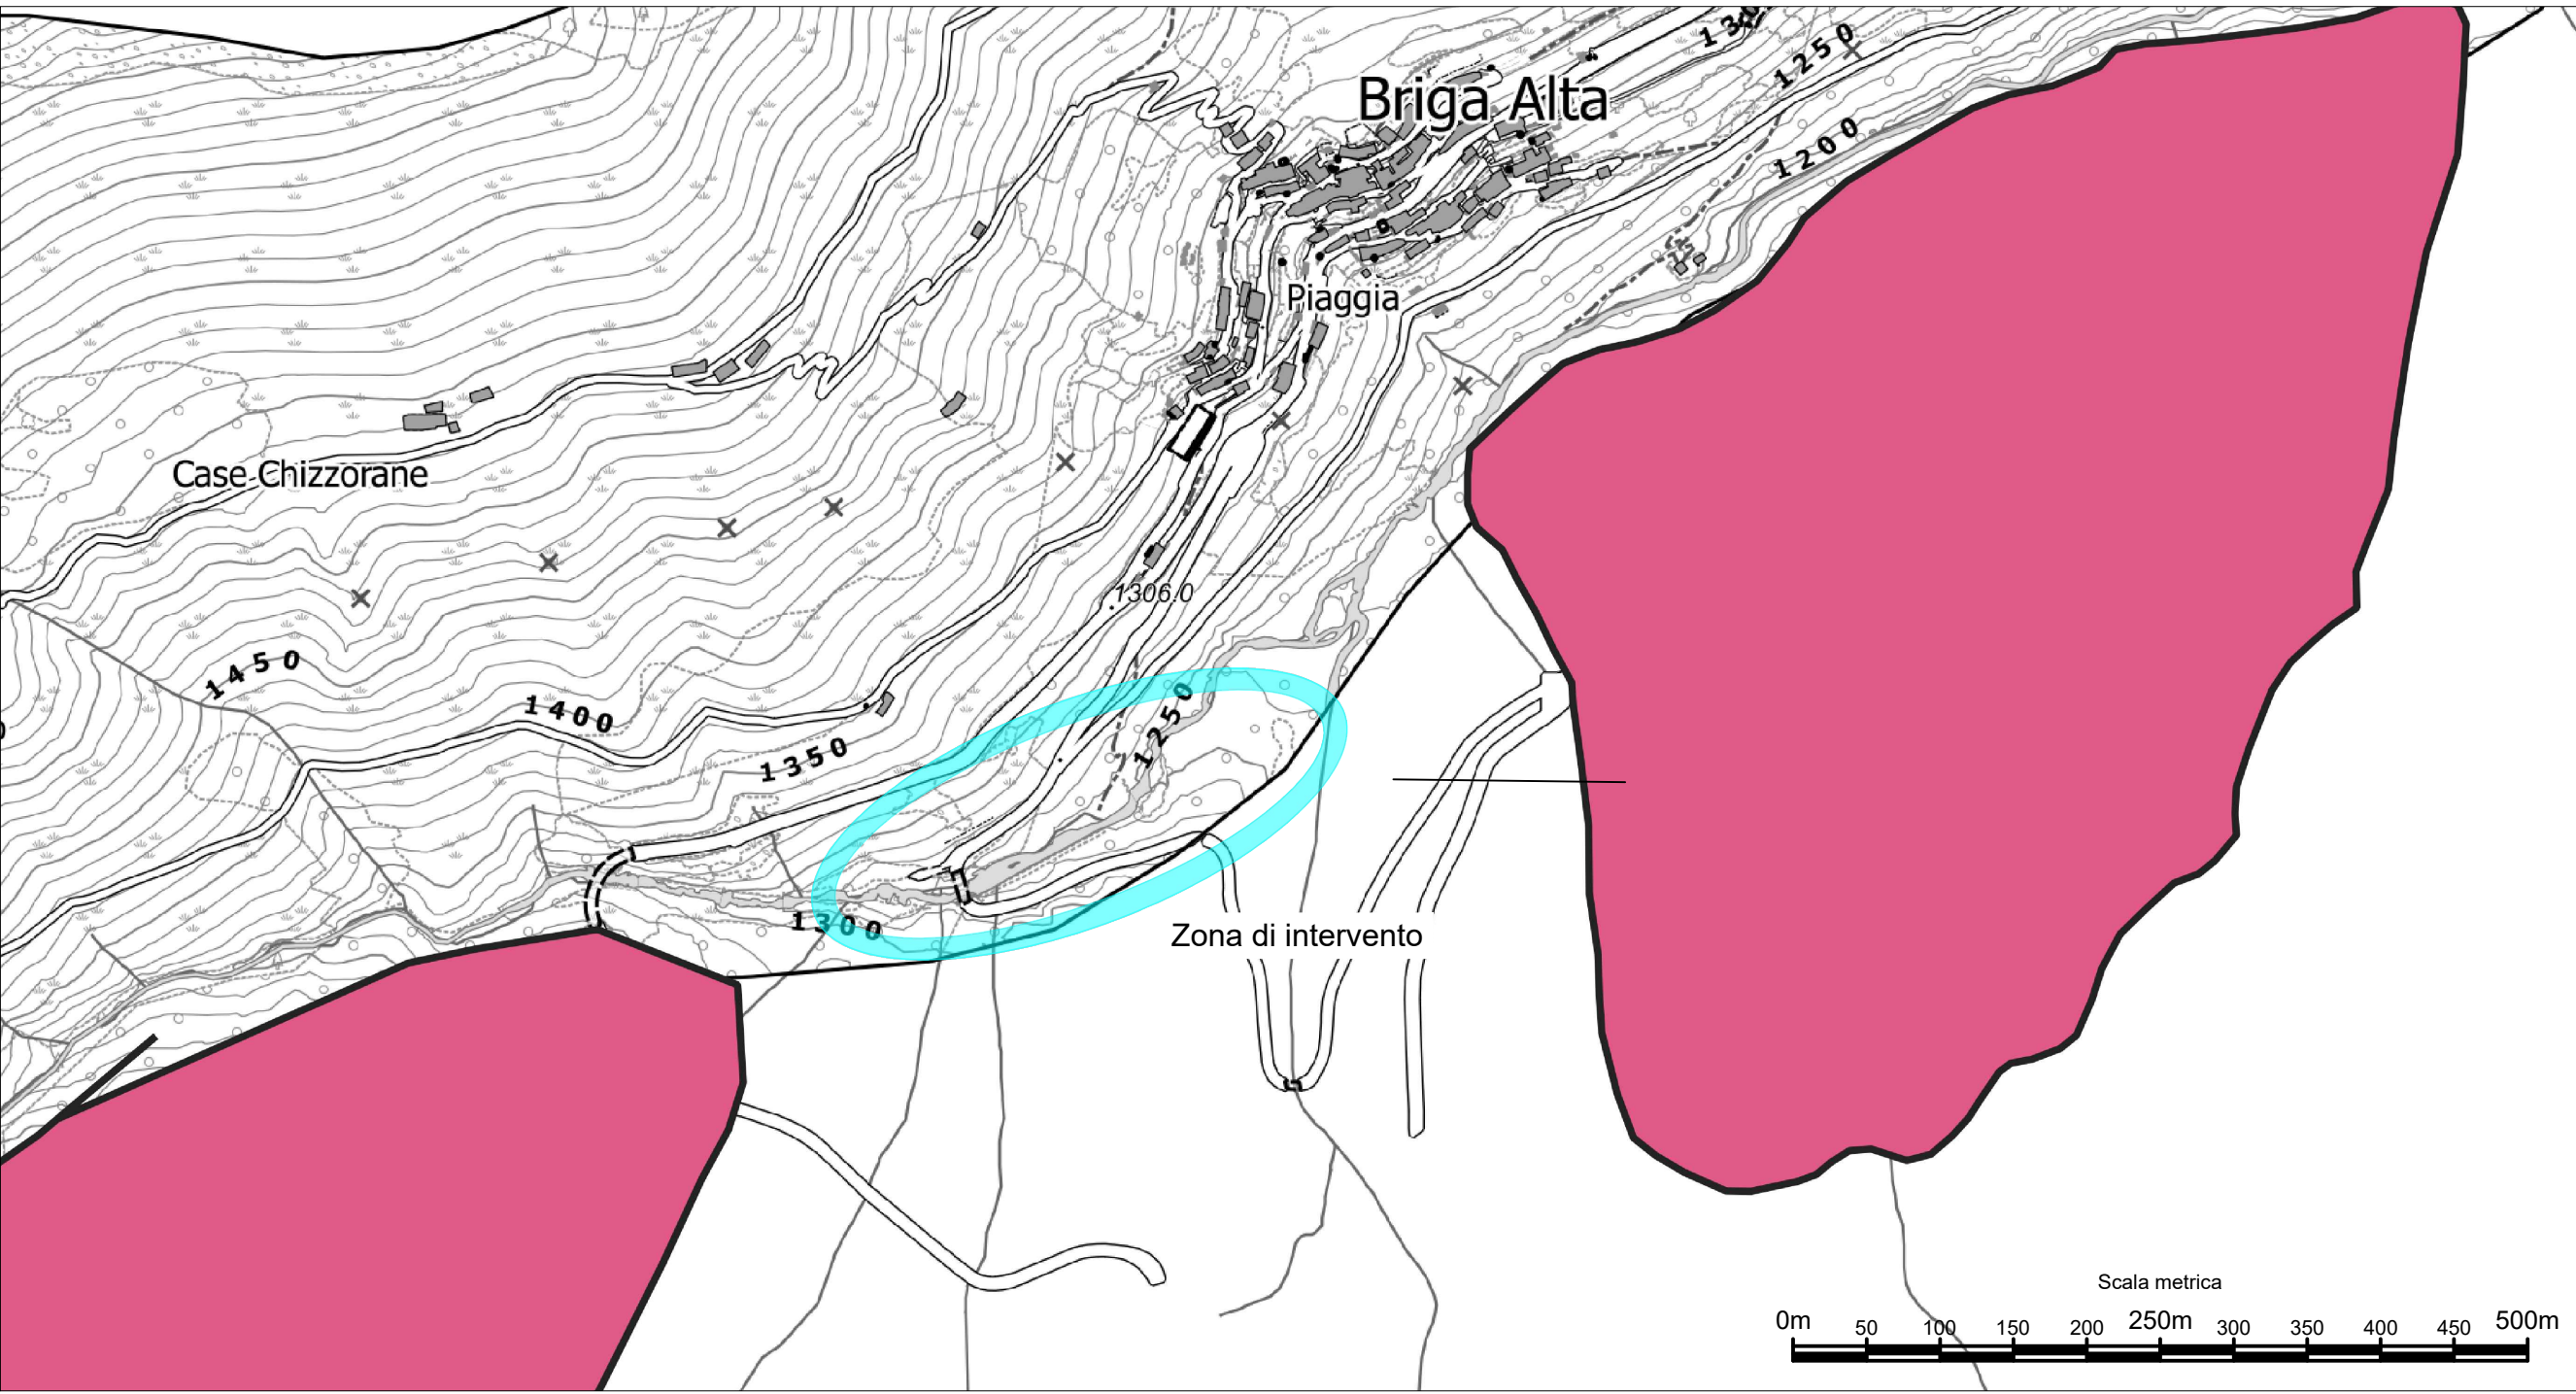 1250
Briga Alta
1200
Piaggia
Case Chizzorane
1306.0
1450
1400
1250
1350
1300
Zona di intervento
Scala metrica
0m 50 100 150 200 250m 300 350 400 450 500m